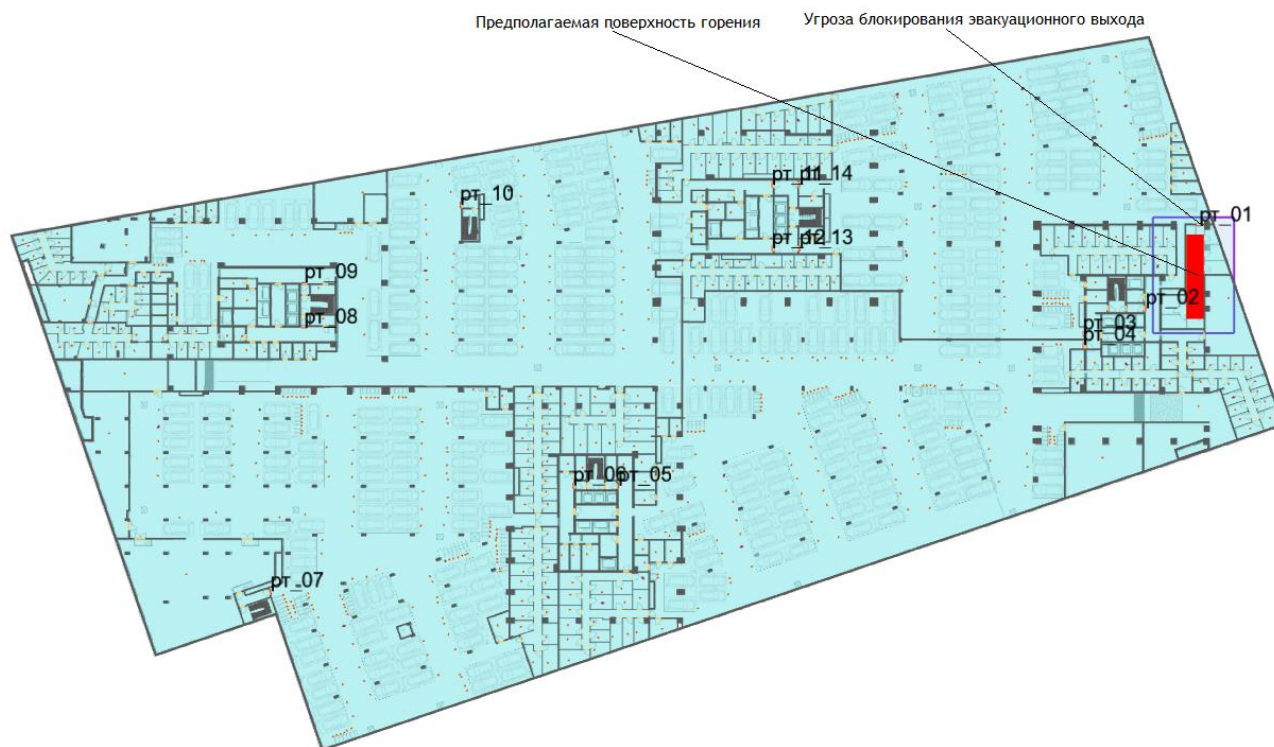 Предполагаемая поверхность горения
Угроза блокирования эвакуационного выхода
рт_11
рт_14
рт_10
рт_01
рт_12
рт_13
рт_09
рт_02
рт_08
рт_03
рт_04
рт_06
рт_05
рт_07